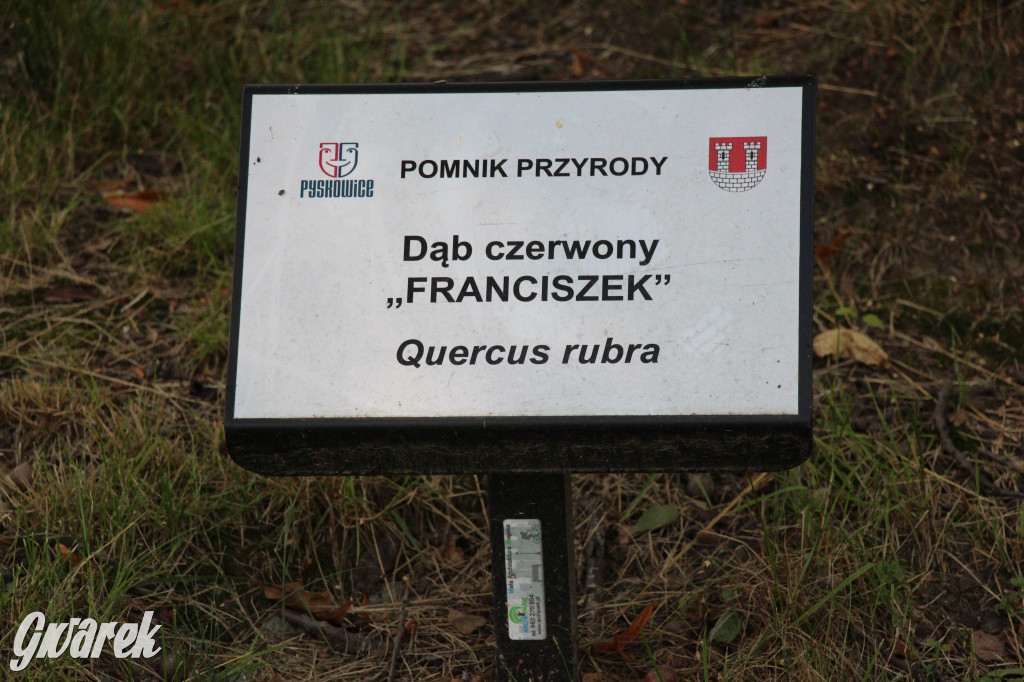 PYSKOWICE
POMNIK PRZYRODY
Dąb czerwony
„FRANCISZEK”
Quercus rubra
Gwarek